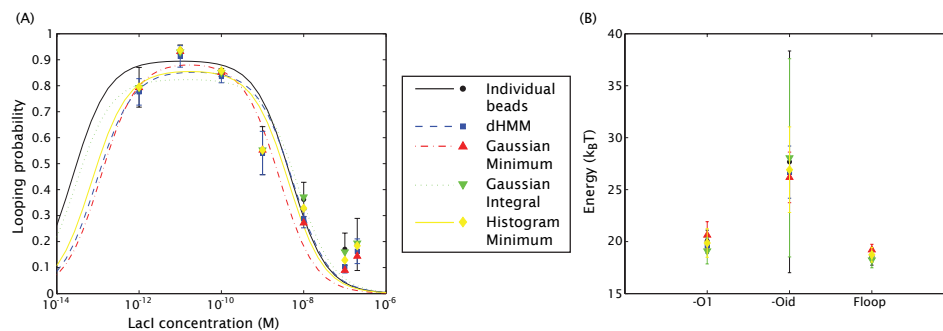 (A)
Looping probability
1
0.9
0.8
0.7
0.6
0.5
0.4
0.3
0.2
0.1
0
10⁻¹⁴
10⁻¹²
10⁻¹⁰
10⁻⁸
10⁻⁶
LacI concentration (M)
Individual
beads
dHMM
Gaussian
Minimum
Gaussian
Integral
Histogram
Minimum
(B)
Energy (k_BT)
40
35
30
25
20
15
-O1
-Oid
Floop